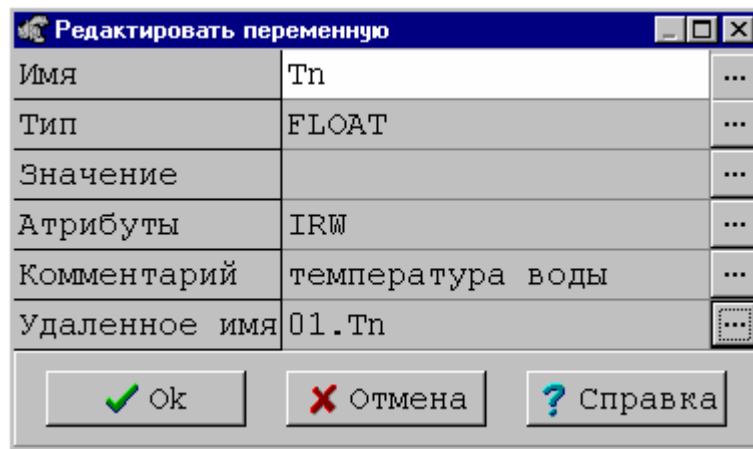 Редактировать переменную
Имя Tn ...
Тип FLOAT ...
Значение ...
Атрибуты IRW ...
Комментарий температура воды ...
Удаленное имя 01.Tn ...
Ok Отмена ? Справка